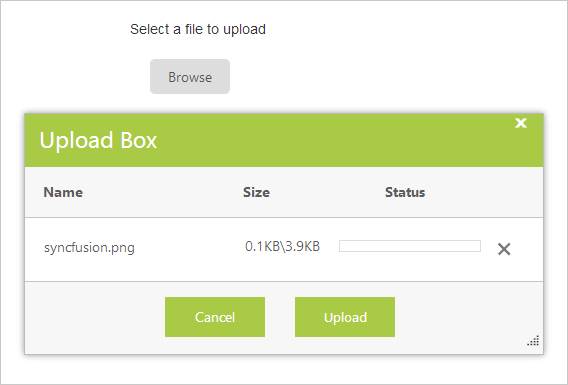 Select a file to upload
Browse
Upload Box
Name Size Status
syncfusion.png 0.1KB\3.9KB
Cancel Upload